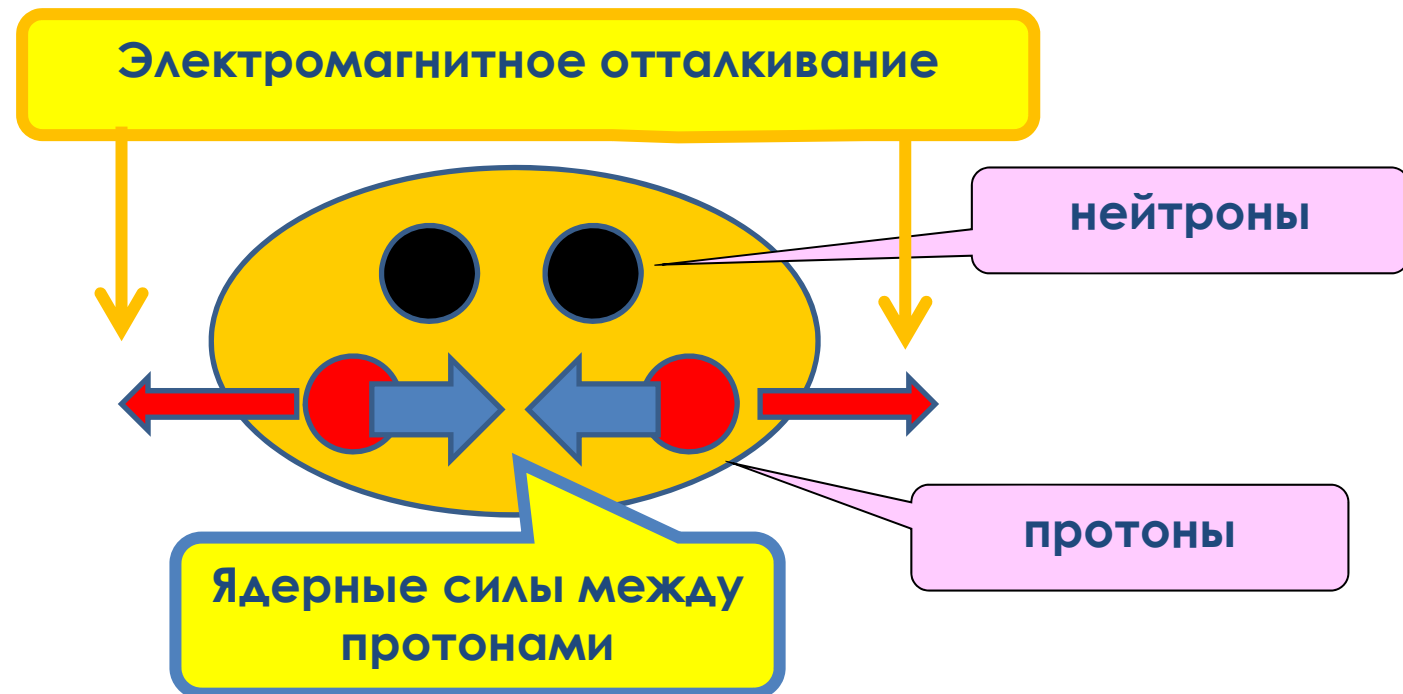 Электромагнитное отталкивание
нейтроны
протоны
Ядерные силы между
протонами